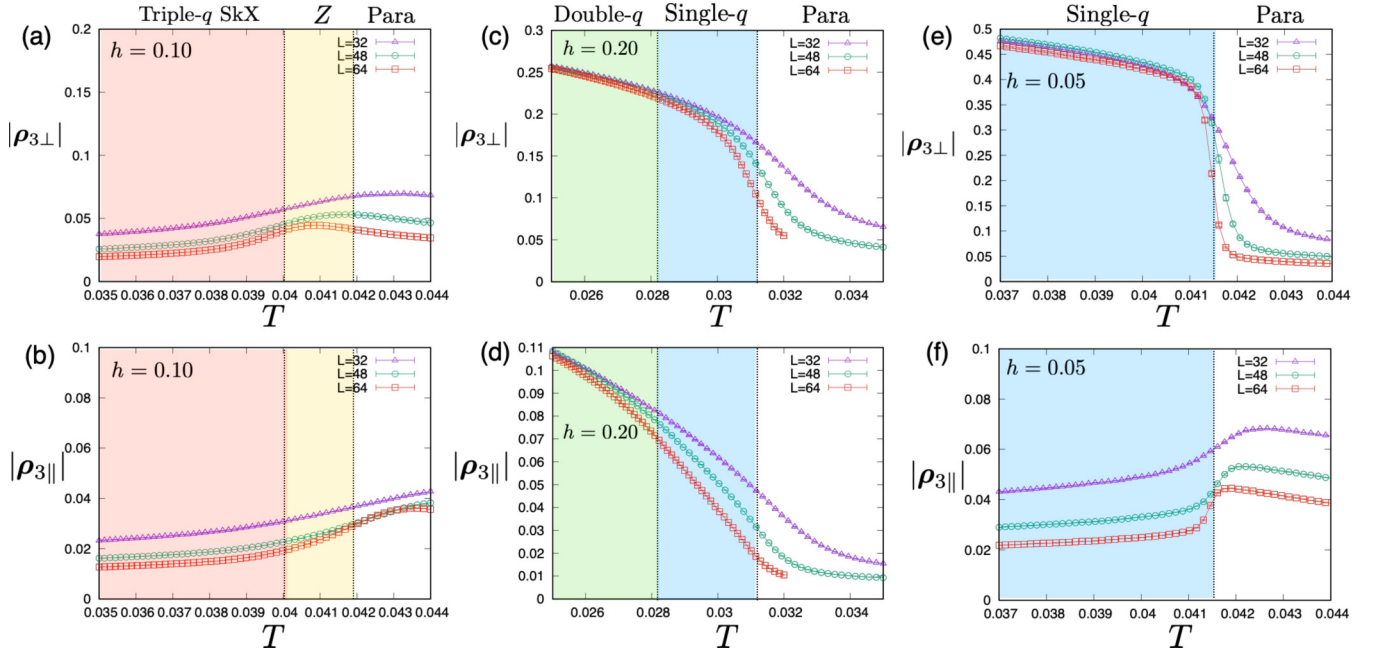 Triple-q SkX Z Para
(a)
h = 0.10
L=32
L=48
L=64
|ρ3⊥|
0.2
0.15
0.1
0.05
0
0.035 0.036 0.037 0.038 0.039 0.04 0.041 0.042 0.043 0.044
T
Double-q Single-q Para
(c)
h = 0.20
L=32
L=48
L=64
|ρ3⊥|
0.3
0.25
0.2
0.15
0.1
0.05
0
0.026 0.028 0.03 0.032 0.034
T
Single-q Para
(e)
h = 0.05
L=32
L=48
L=64
|ρ3⊥|
0.5
0.45
0.4
0.35
0.3
0.25
0.2
0.15
0.1
0.05
0
0.037 0.038 0.039 0.04 0.041 0.042 0.043 0.044
T
(b)
h = 0.10
L=32
L=48
L=64
|ρ3∥|
0.1
0.08
0.06
0.04
0.02
0
0.035 0.036 0.037 0.038 0.039 0.04 0.041 0.042 0.043 0.044
T
(d)
h = 0.20
L=32
L=48
L=64
|ρ3∥|
0.11
0.1
0.09
0.08
0.07
0.06
0.05
0.04
0.03
0.02
0.01
0
0.026 0.028 0.03 0.032 0.034
T
(f)
h = 0.05
L=32
L=48
L=64
|ρ3∥|
0.1
0.08
0.06
0.04
0.02
0
0.037 0.038 0.039 0.04 0.041 0.042 0.043 0.044
T